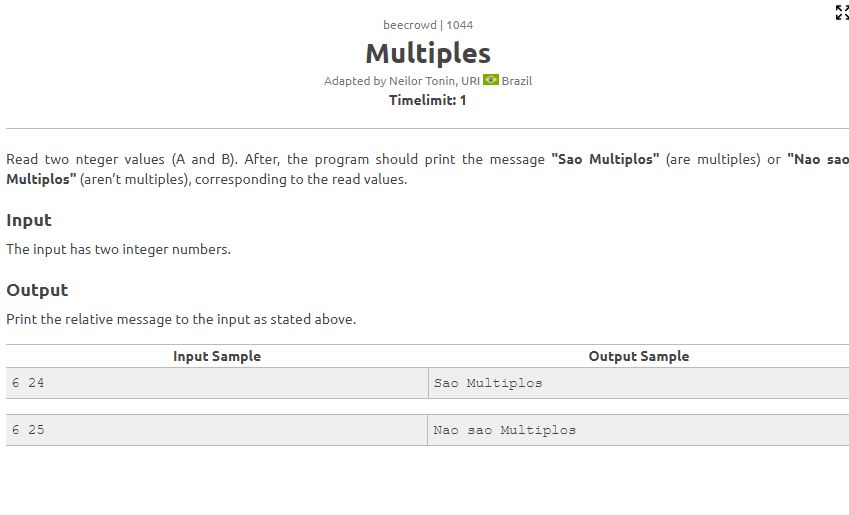 beecrowd | 1044
Multiples
Adapted by Neilor Tonin, URI Brazil
Timelimit: 1
Read two nteger values (A and B). After, the program should print the message "Sao Multiplos" (are multiples) or "Nao sao
Multiplos" (aren’t multiples), corresponding to the read values.
Input
The input has two integer numbers.
Output
Print the relative message to the input as stated above.
Input Sample Output Sample
6 24 Sao Multiplos
6 25 Nao sao Multiplos